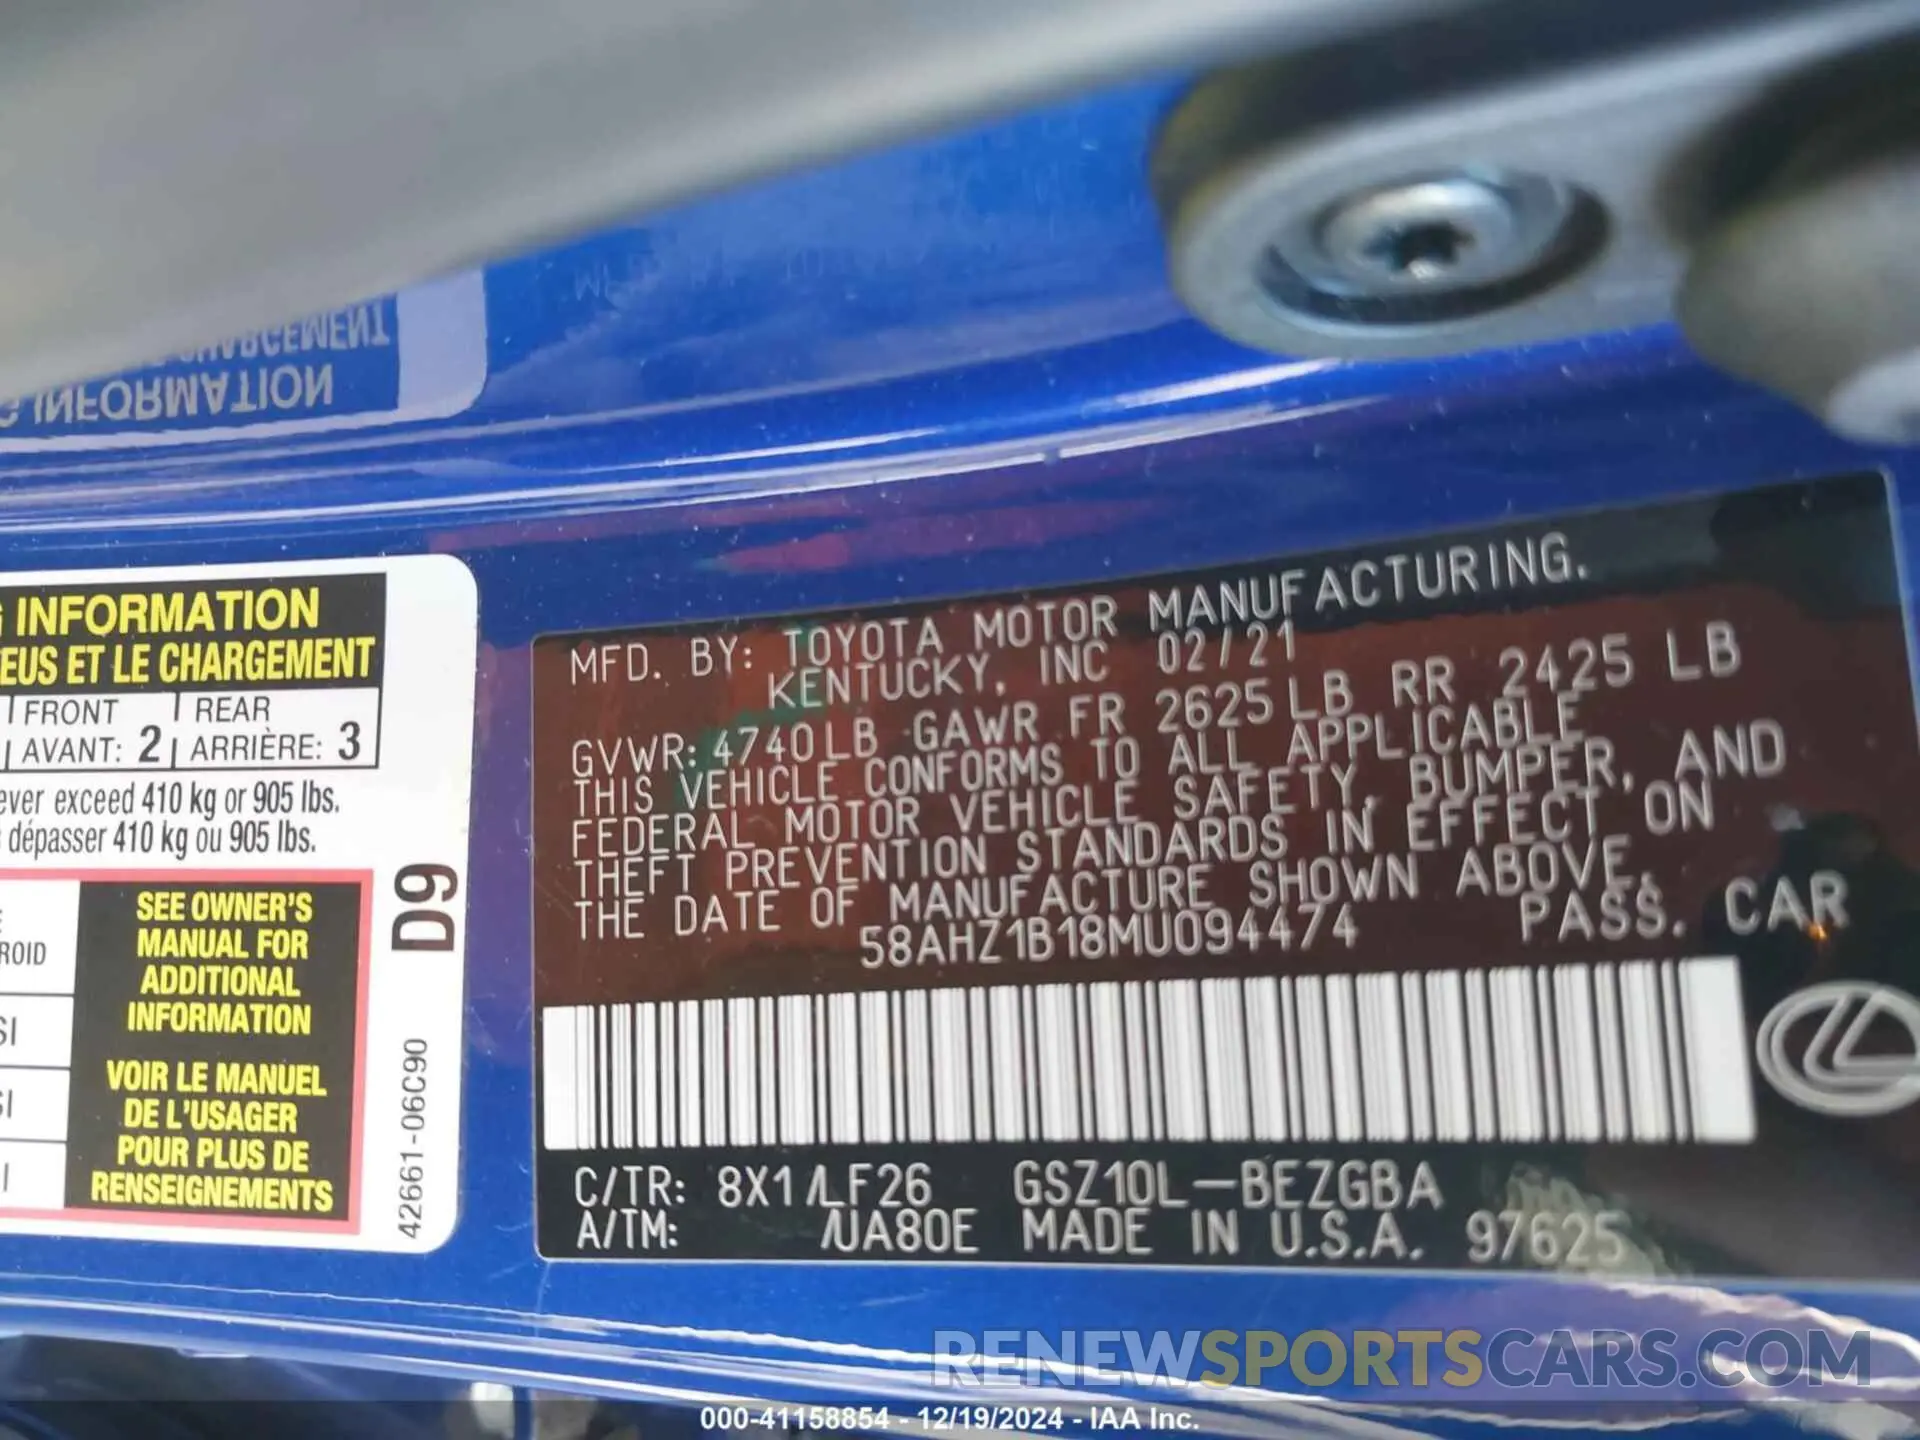 CHARGEMENT
G INFORMATION
G INFORMATION
EUS ET LE CHARGEMENT
FRONT
AVANT: 2
REAR
ARRIÈRE: 3
ever exceed 410 kg or 905 lbs.
dépasser 410 kg ou 905 lbs.
ROID
SI
SI
I
SEE OWNER'S
MANUAL FOR
ADDITIONAL
INFORMATION
VOIR LE MANUEL
DE L'USAGER
POUR PLUS DE
RENSEIGNEMENTS
D9
42661-06C90
MFD. BY: TOYOTA MOTOR MANUFACTURING.
KENTUCKY, INC 02/21
GVWR: 4740LB GAWR FR 2625LB RR 2425 LB
THIS VEHICLE CONFORMS TO ALL APPLICABLE
FEDERAL MOTOR VEHICLE SAFETY, BUMPER, AND
THEFT PREVENTION STANDARDS IN EFFECT ON
THE DATE OF MANUFACTURE SHOWN ABOVE.
58AHZ1B18MU094474 PASS. CAR
C/TR: 8X1/LF26 GSZ10L-BEZGBA
A/TM: /UA80E MADE IN U.S.A. 97625
RENEWSPORTSCARS.COM
000-41158854 - 12/19/2024 - IAA Inc.